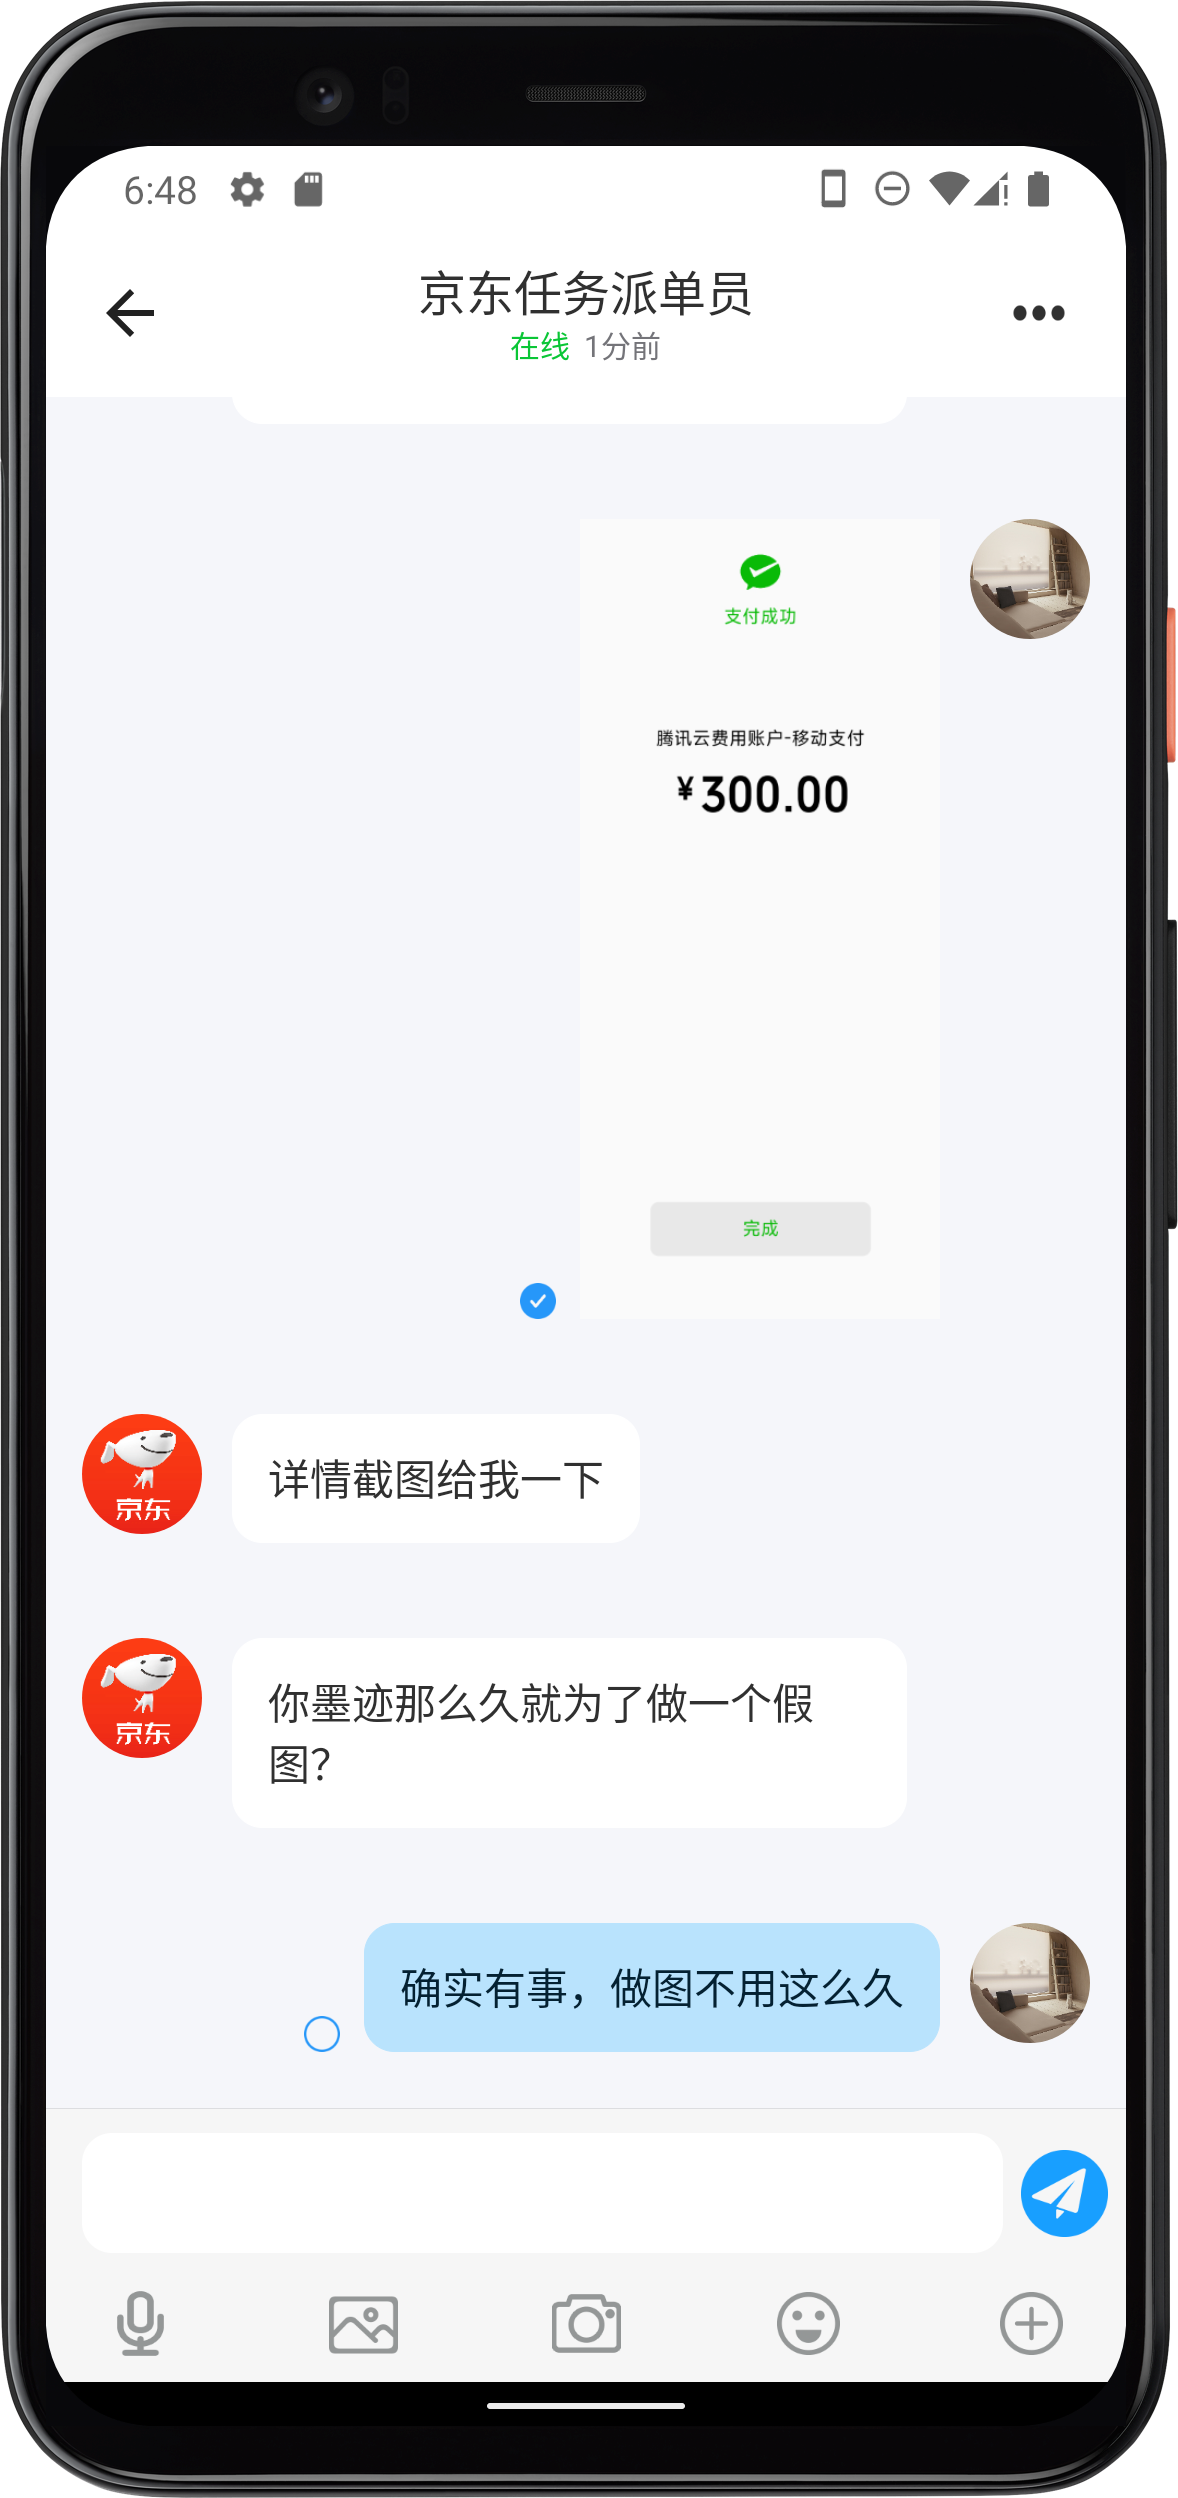 6:48
京东任务派单员
在线 1分前
支付成功
腾讯云费用账户-移动支付
¥300.00
完成
京东
详情截图给我一下
京东
你墨迹那么久就为了做一个假
图?
确实有事，做图不用这么久